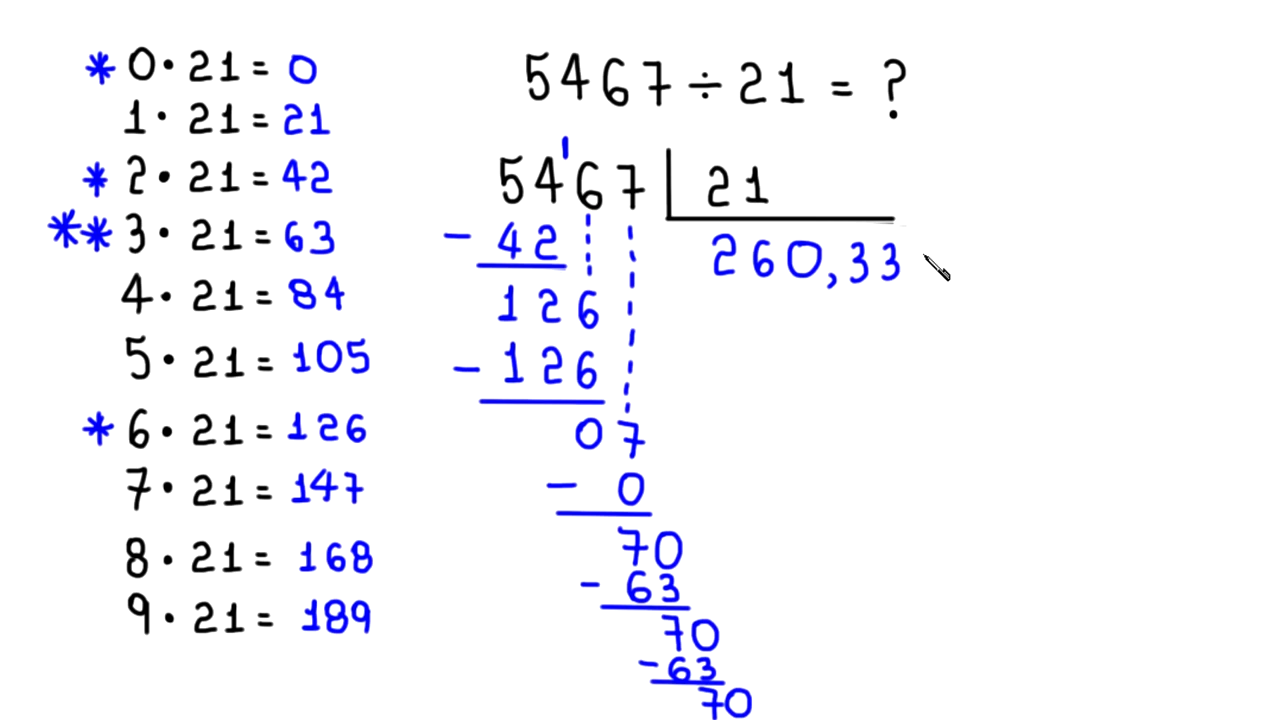 * 0 · 21 = 0
1 · 21 = 21
* 2 · 21 = 42
** 3 · 21 = 63
4 · 21 = 84
5 · 21 = 105
* 6 · 21 = 126
7 · 21 = 147
8 · 21 = 168
9 · 21 = 189
5467 ÷ 21 = ?
54'67 | 21
- 42
260,33
126
- 126
07
- 0
70
- 63
70
- 63
70